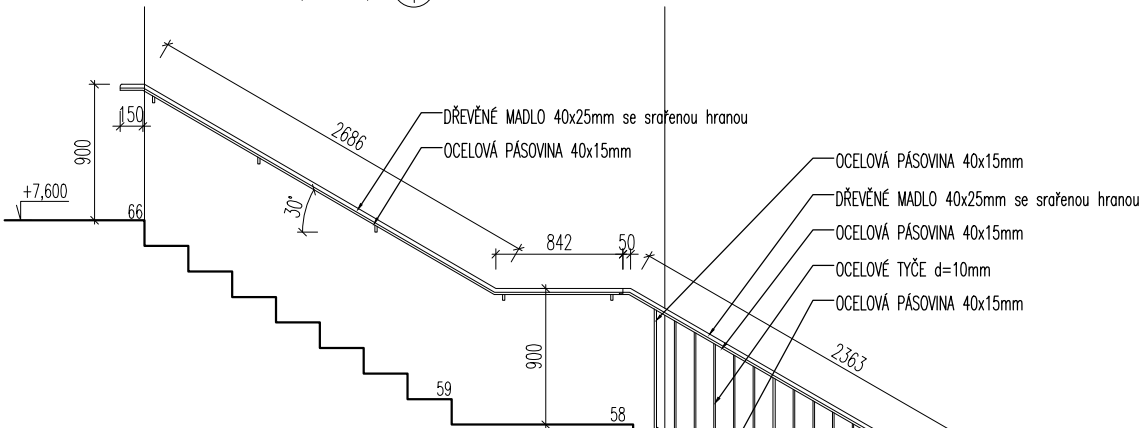 150
900
+7,600
66
2686
30°
DŘEVĚNÉ MADLO 40x25mm se sraženou hranou
OCELOVÁ PÁSOVINA 40x15mm
842
50
900
59
58
OCELOVÁ PÁSOVINA 40x15mm
DŘEVĚNÉ MADLO 40x25mm se sraženou hranou
OCELOVÁ PÁSOVINA 40x15mm
OCELOVÉ TYČE d=10mm
OCELOVÁ PÁSOVINA 40x15mm
2363